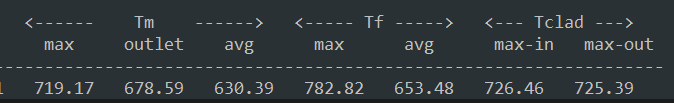 <------ Tm ------> <----- Tf -----> <--- Tclad --->
max outlet avg max avg max-in max-out
--------------------------------------------------------------------------------
719.17 678.59 630.39 782.82 653.48 726.46 725.39